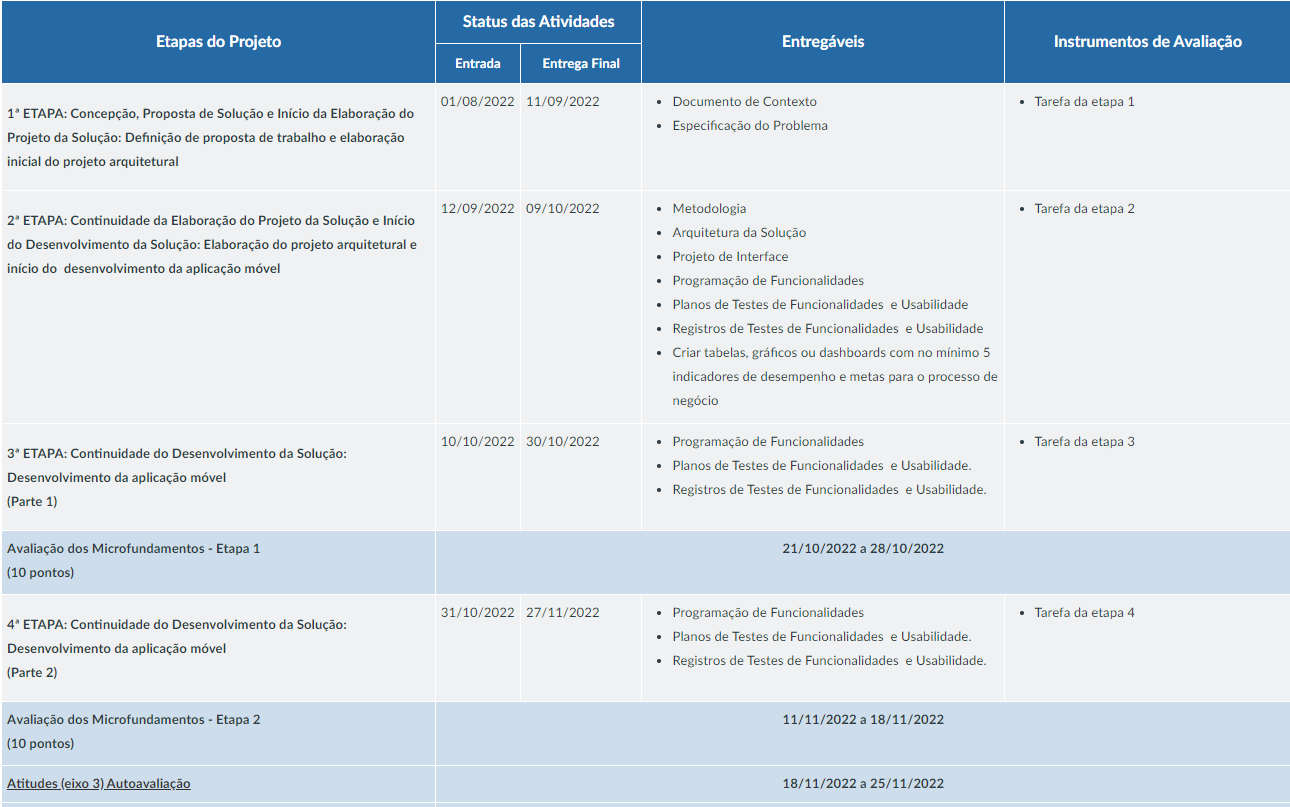 Etapas do Projeto
Status das Atividades
Entregáveis
Instrumentos de Avaliação
Entrada
Entrega Final
1ª ETAPA: Concepção, Proposta de Solução e Início da Elaboração do
Projeto da Solução: Definição de proposta de trabalho e elaboração
inicial do projeto arquitetural
01/08/2022
11/09/2022
• Documento de Contexto
• Especificação do Problema
• Tarefa da etapa 1
2ª ETAPA: Continuidade da Elaboração do Projeto da Solução e Início
do Desenvolvimento da Solução: Elaboração do projeto arquitetural e
início do desenvolvimento da aplicação móvel
12/09/2022
09/10/2022
• Metodologia
• Arquitetura da Solução
• Projeto de Interface
• Programação de Funcionalidades
• Planos de Testes de Funcionalidades e Usabilidade
• Registros de Testes de Funcionalidades e Usabilidade
• Criar tabelas, gráficos ou dashboards com no mínimo 5
indicadores de desempenho e metas para o processo de
negócio
• Tarefa da etapa 2
3ª ETAPA: Continuidade do Desenvolvimento da Solução:
Desenvolvimento da aplicação móvel
(Parte 1)
10/10/2022
30/10/2022
• Programação de Funcionalidades
• Planos de Testes de Funcionalidades e Usabilidade.
• Registros de Testes de Funcionalidades e Usabilidade.
• Tarefa da etapa 3
Avaliação dos Microfundamentos - Etapa 1
(10 pontos)
21/10/2022 a 28/10/2022
4ª ETAPA: Continuidade do Desenvolvimento da Solução:
Desenvolvimento da aplicação móvel
(Parte 2)
31/10/2022
27/11/2022
• Programação de Funcionalidades
• Planos de Testes de Funcionalidades e Usabilidade.
• Registros de Testes de Funcionalidades e Usabilidade.
• Tarefa da etapa 4
Avaliação dos Microfundamentos - Etapa 2
(10 pontos)
11/11/2022 a 18/11/2022
Atitudes (eixo 3) Autoavaliação
18/11/2022 a 25/11/2022